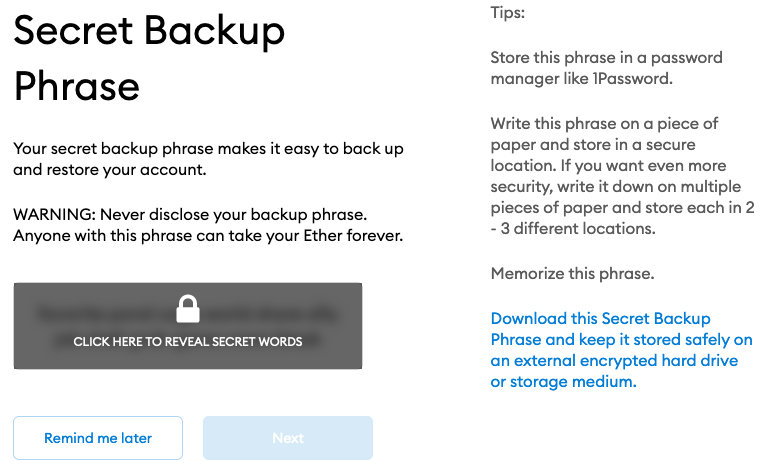 Secret Backup
Phrase
Your secret backup phrase makes it easy to back up
and restore your account.
WARNING: Never disclose your backup phrase.
Anyone with this phrase can take your Ether forever.
CLICK HERE TO REVEAL SECRET WORDS
Remind me later
Next
Tips:
Store this phrase in a password
manager like 1Password.
Write this phrase on a piece of
paper and store in a secure
location. If you want even more
security, write it down on multiple
pieces of paper and store each in 2
- 3 different locations.
Memorize this phrase.
Download this Secret Backup
Phrase and keep it stored safely on
an external encrypted hard drive
or storage medium.